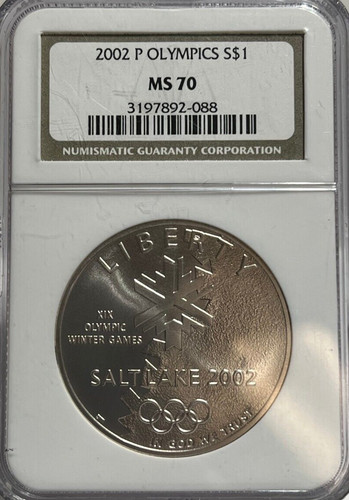 2002 P OLYMPICS S$1
MS 70
3197892-088
NUMISMATIC GUARANTY CORPORATION
LIBERTY
XIX
OLYMPIC
WINTER GAMES
SALT LAKE 2002
IN GOD WE TRUST